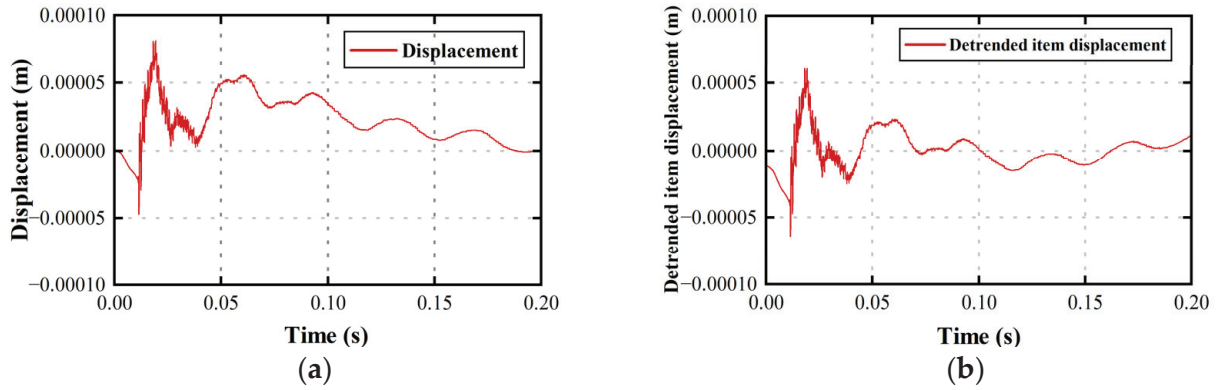 Displacement (m)
0.00010
0.00005
0.00000
−0.00005
−0.00010
0.00
0.05
0.10
0.15
0.20
Displacement
Time (s)
(a)
Detrended item displacement (m)
0.00010
0.00005
0.00000
−0.00005
−0.00010
0.00
0.05
0.10
0.15
0.20
Detrended item displacement
Time (s)
(b)